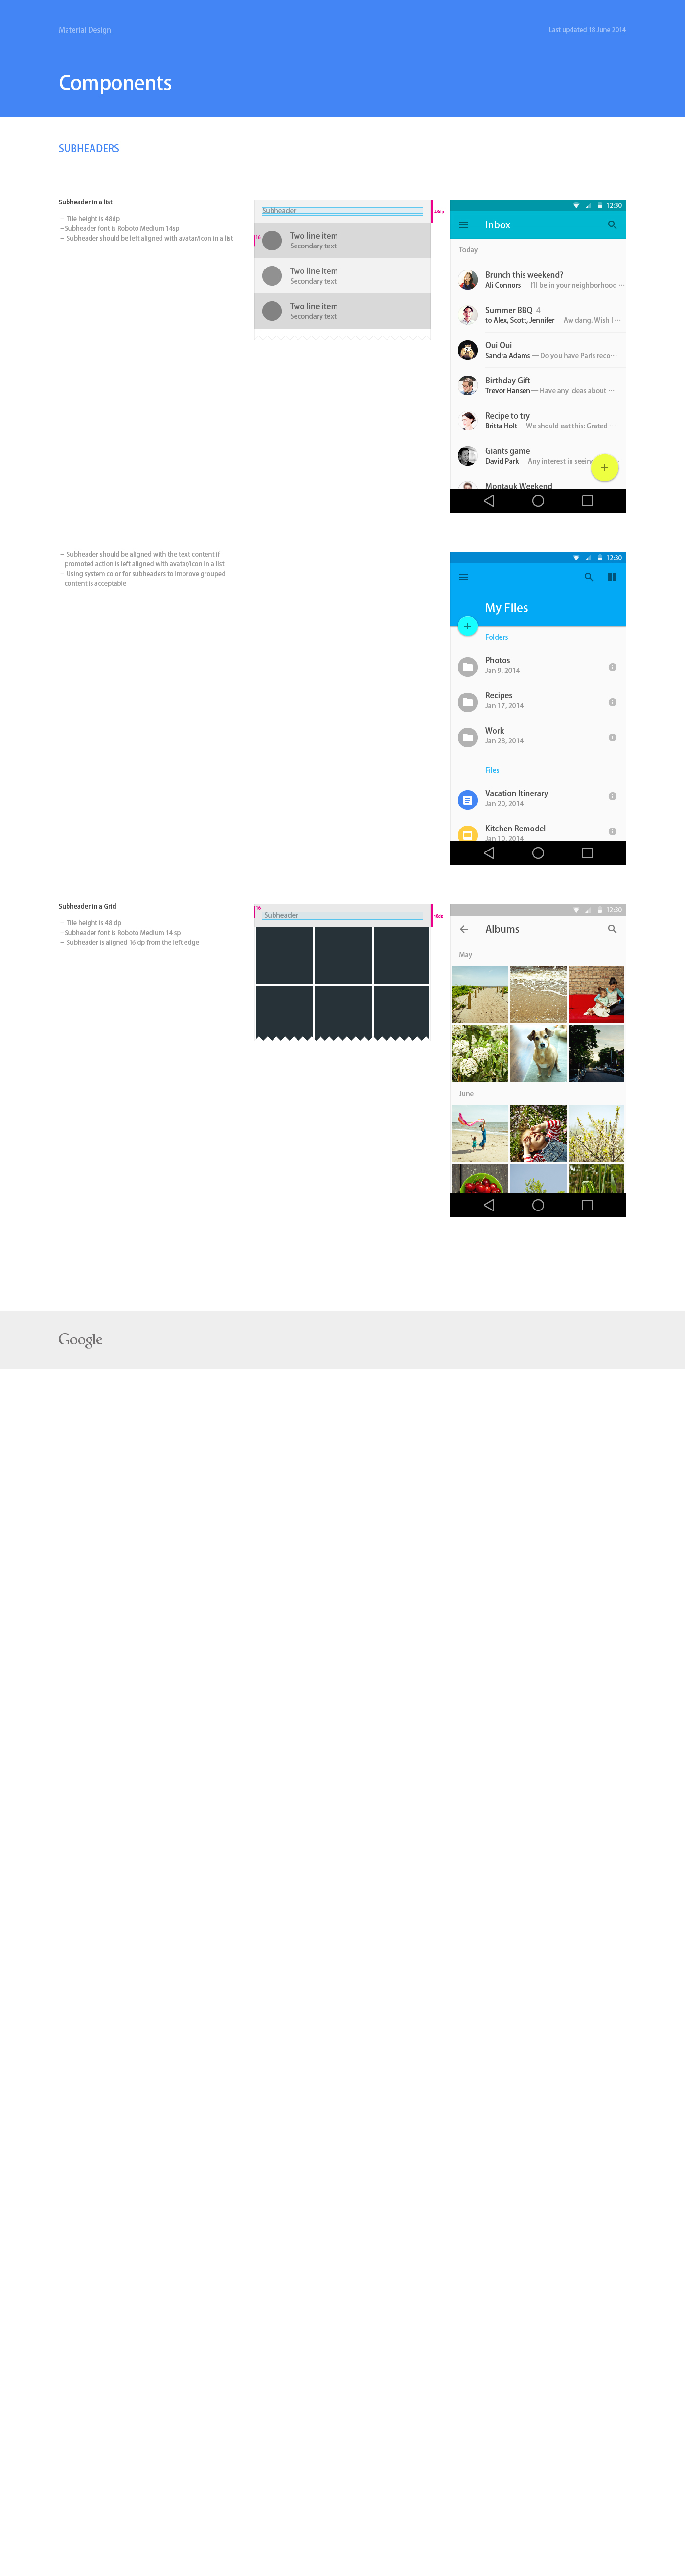 Material Design
Last updated 18 June 2014
Components
SUBHEADERS
Subheader in a list
– Tile height is 48dp
– Subheader font is Roboto Medium 14sp
– Subheader should be left aligned with avatar/icon in a list
Subheader
48dp
16
Two line item
Secondary text
Two line item
Secondary text
Two line item
Secondary text
12:30
Inbox
Today
Brunch this weekend?
Ali Connors — I'll be in your neighborhood ...
Summer BBQ 4
to Alex, Scott, Jennifer — Aw dang. Wish I ...
Oui Oui
Sandra Adams — Do you have Paris reco...
Birthday Gift
Trevor Hansen — Have any ideas about ...
Recipe to try
Britta Holt — We should eat this: Grated ...
Giants game
David Park — Any interest in seeing
Montauk Weekend
– Subheader should be aligned with the text content if
promoted action is left aligned with avatar/icon in a list
– Using system color for subheaders to improve grouped
content is acceptable
12:30
My Files
Folders
Photos
Jan 9, 2014
Recipes
Jan 17, 2014
Work
Jan 28, 2014
Files
Vacation Itinerary
Jan 20, 2014
Kitchen Remodel
Jan 10, 2014
Subheader in a Grid
– Tile height is 48 dp
– Subheader font is Roboto Medium 14 sp
– Subheader is aligned 16 dp from the left edge
16
Subheader
48dp
12:30
Albums
May
June
Google